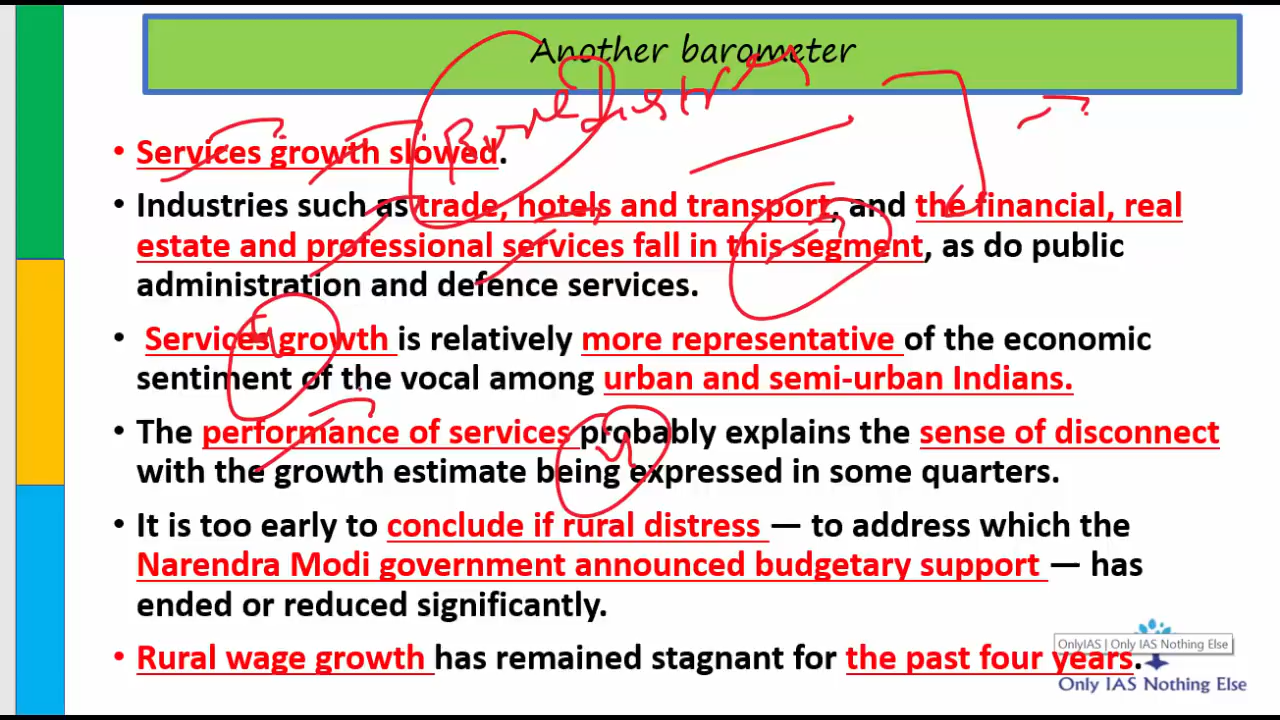 Another barometer
• Services growth slowed.
• Industries such as trade, hotels and transport, and the financial, real
estate and professional services fall in this segment, as do public
administration and defence services.
• Services growth is relatively more representative of the economic
sentiment of the vocal among urban and semi-urban Indians.
• The performance of services probably explains the sense of disconnect
with the growth estimate being expressed in some quarters.
• It is too early to conclude if rural distress — to address which the
Narendra Modi government announced budgetary support — has
ended or reduced significantly.
• Rural wage growth has remained stagnant for the past four years.
OnlyIAS | Only IAS Nothing Else
Only IAS Nothing Else